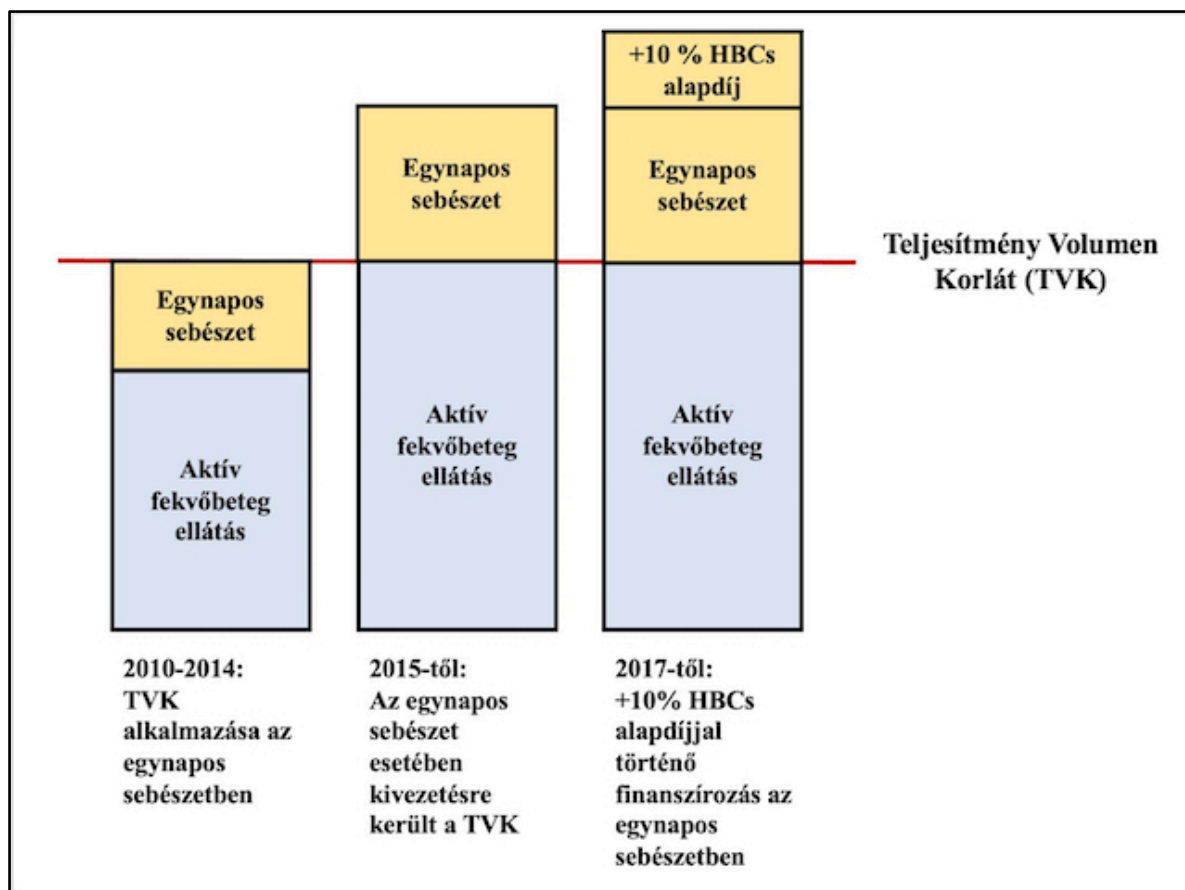 +10 % HBCs
alapdíj
Egynapos
sebészet
Egynapos
sebészet
Teljesítmény Volumen
Korlát (TVK)
Egynapos
sebészet
Aktív
fekvőbeteg
ellátás
Aktív
fekvőbeteg
ellátás
Aktív
fekvőbeteg
ellátás
2010-2014:
TVK
alkalmazása az
egynapos
sebészetben
2015-től:
Az egynapos
sebészet
esetében
kivezetésre
került a TVK
2017-től:
+10% HBCs
alapdíjjal
történő
finanszírozás az
egynapos
sebészetben